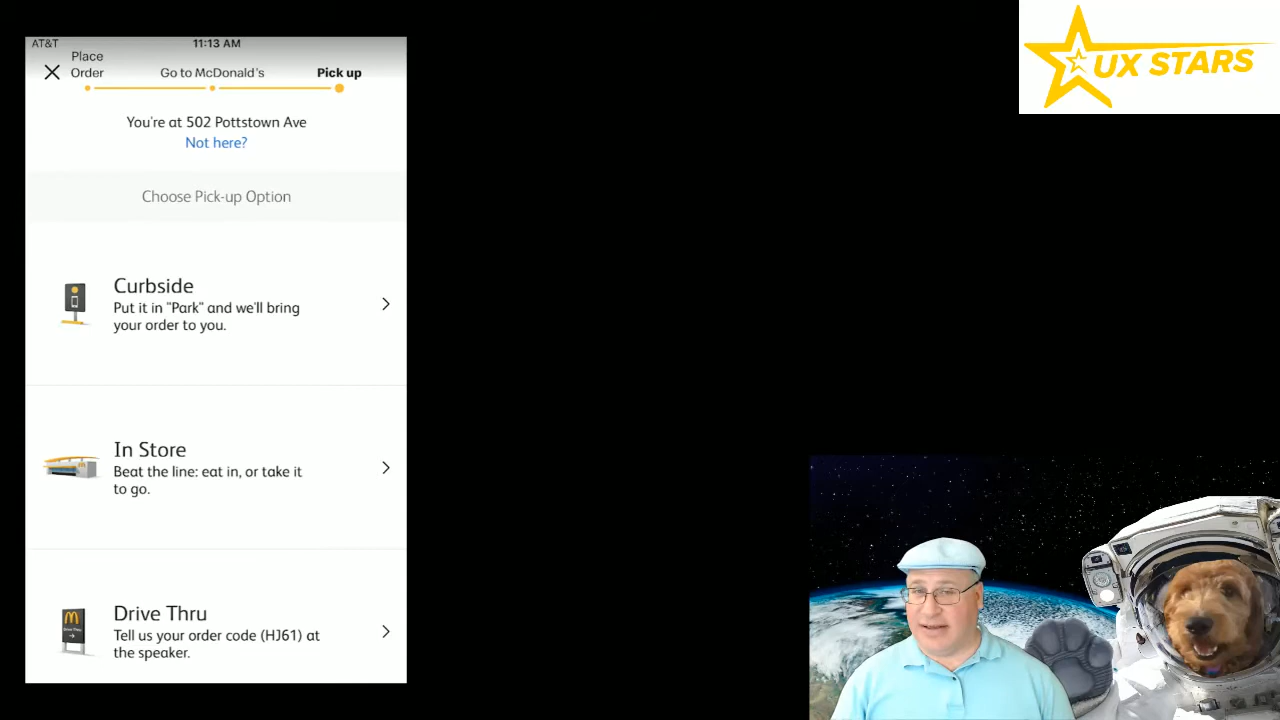 AT&T
11:13 AM
Place
Order
Go to McDonald's
Pick up
You're at 502 Pottstown Ave
Not here?
Choose Pick-up Option
Curbside
Put it in "Park" and we'll bring
your order to you.
In Store
Beat the line: eat in, or take it
to go.
Drive Thru
Tell us your order code (HJ61) at
the speaker.
UX STARS